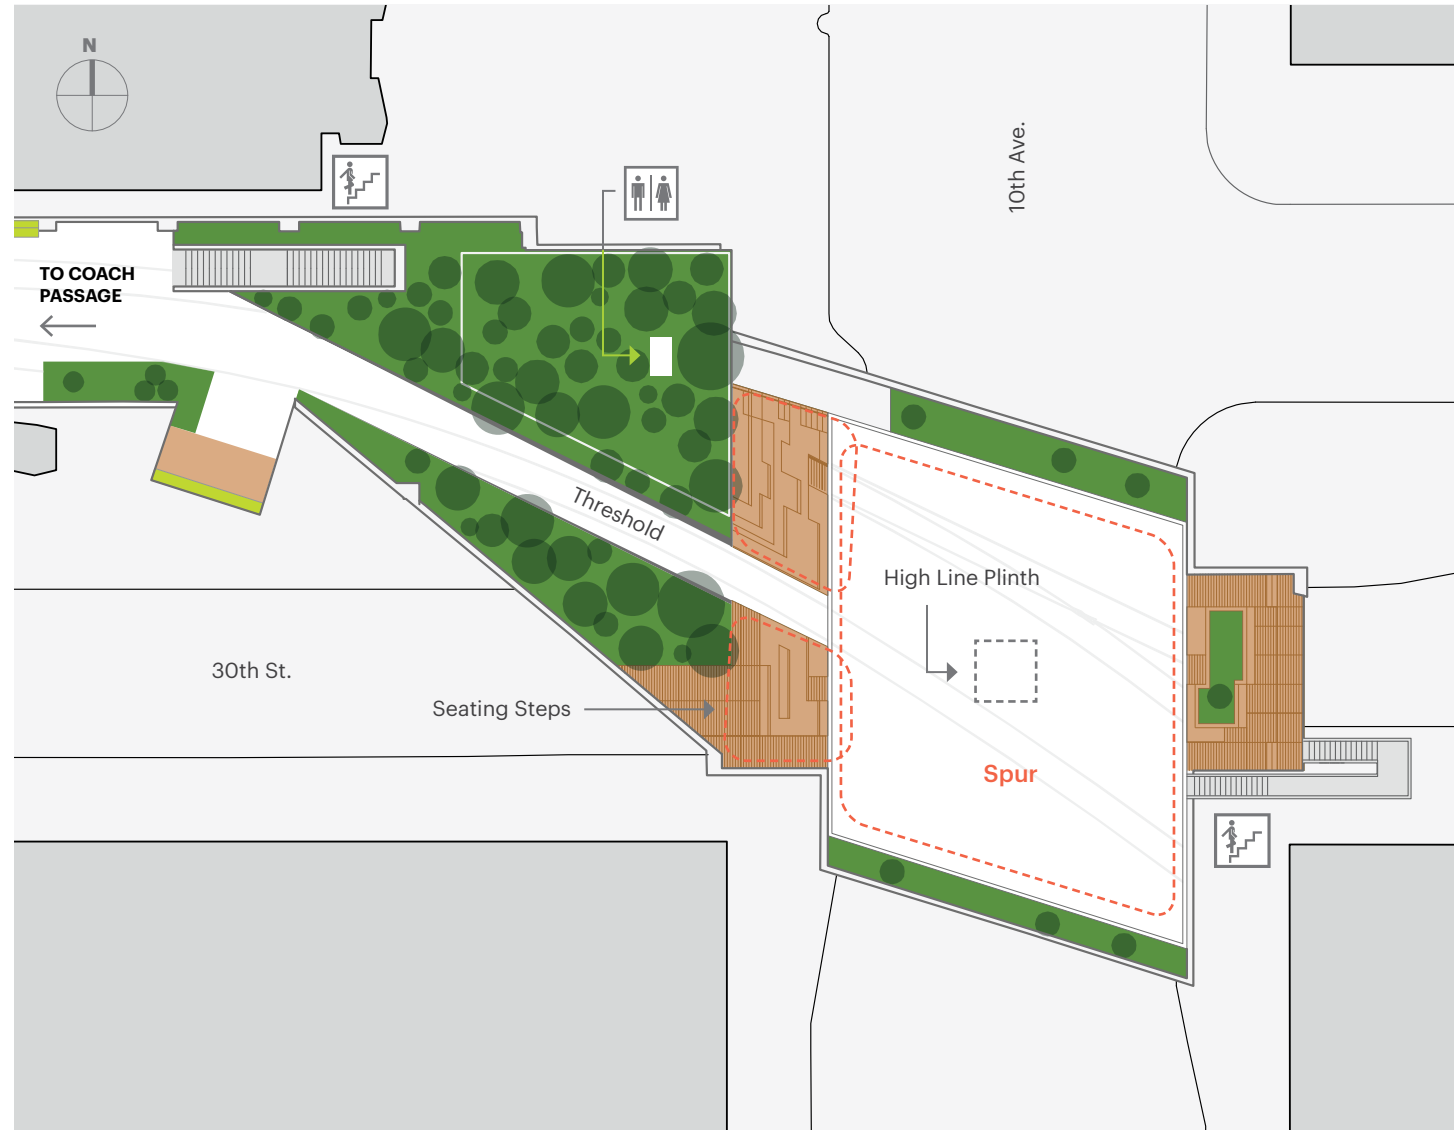 N
10th Ave.
TO COACH
PASSAGE
Threshold
High Line Plinth
30th St.
Seating Steps
Spur